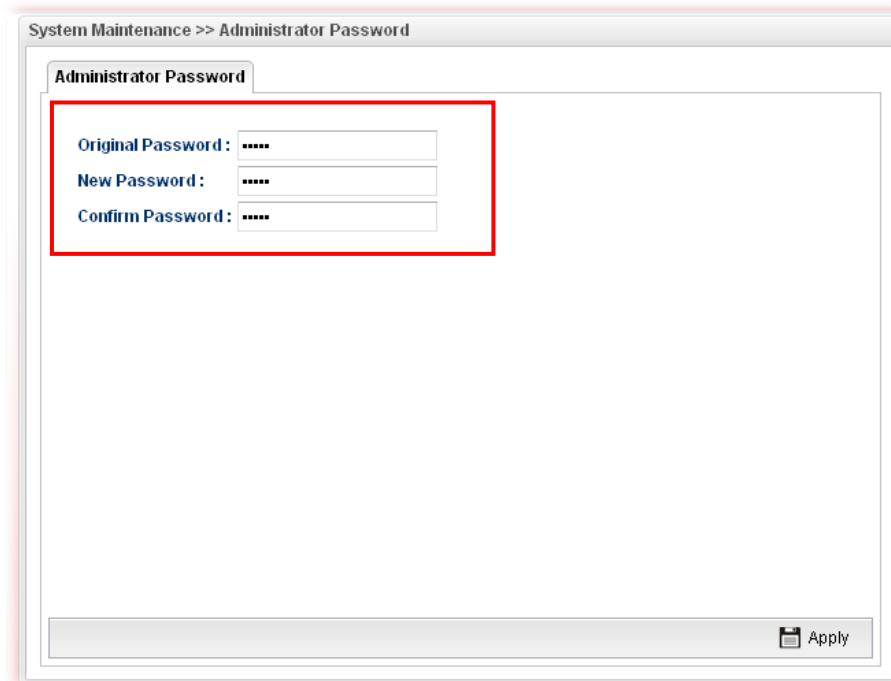 System Maintenance >> Administrator Password
Administrator Password
Original Password : •••••
New Password : •••••
Confirm Password : •••••
Apply